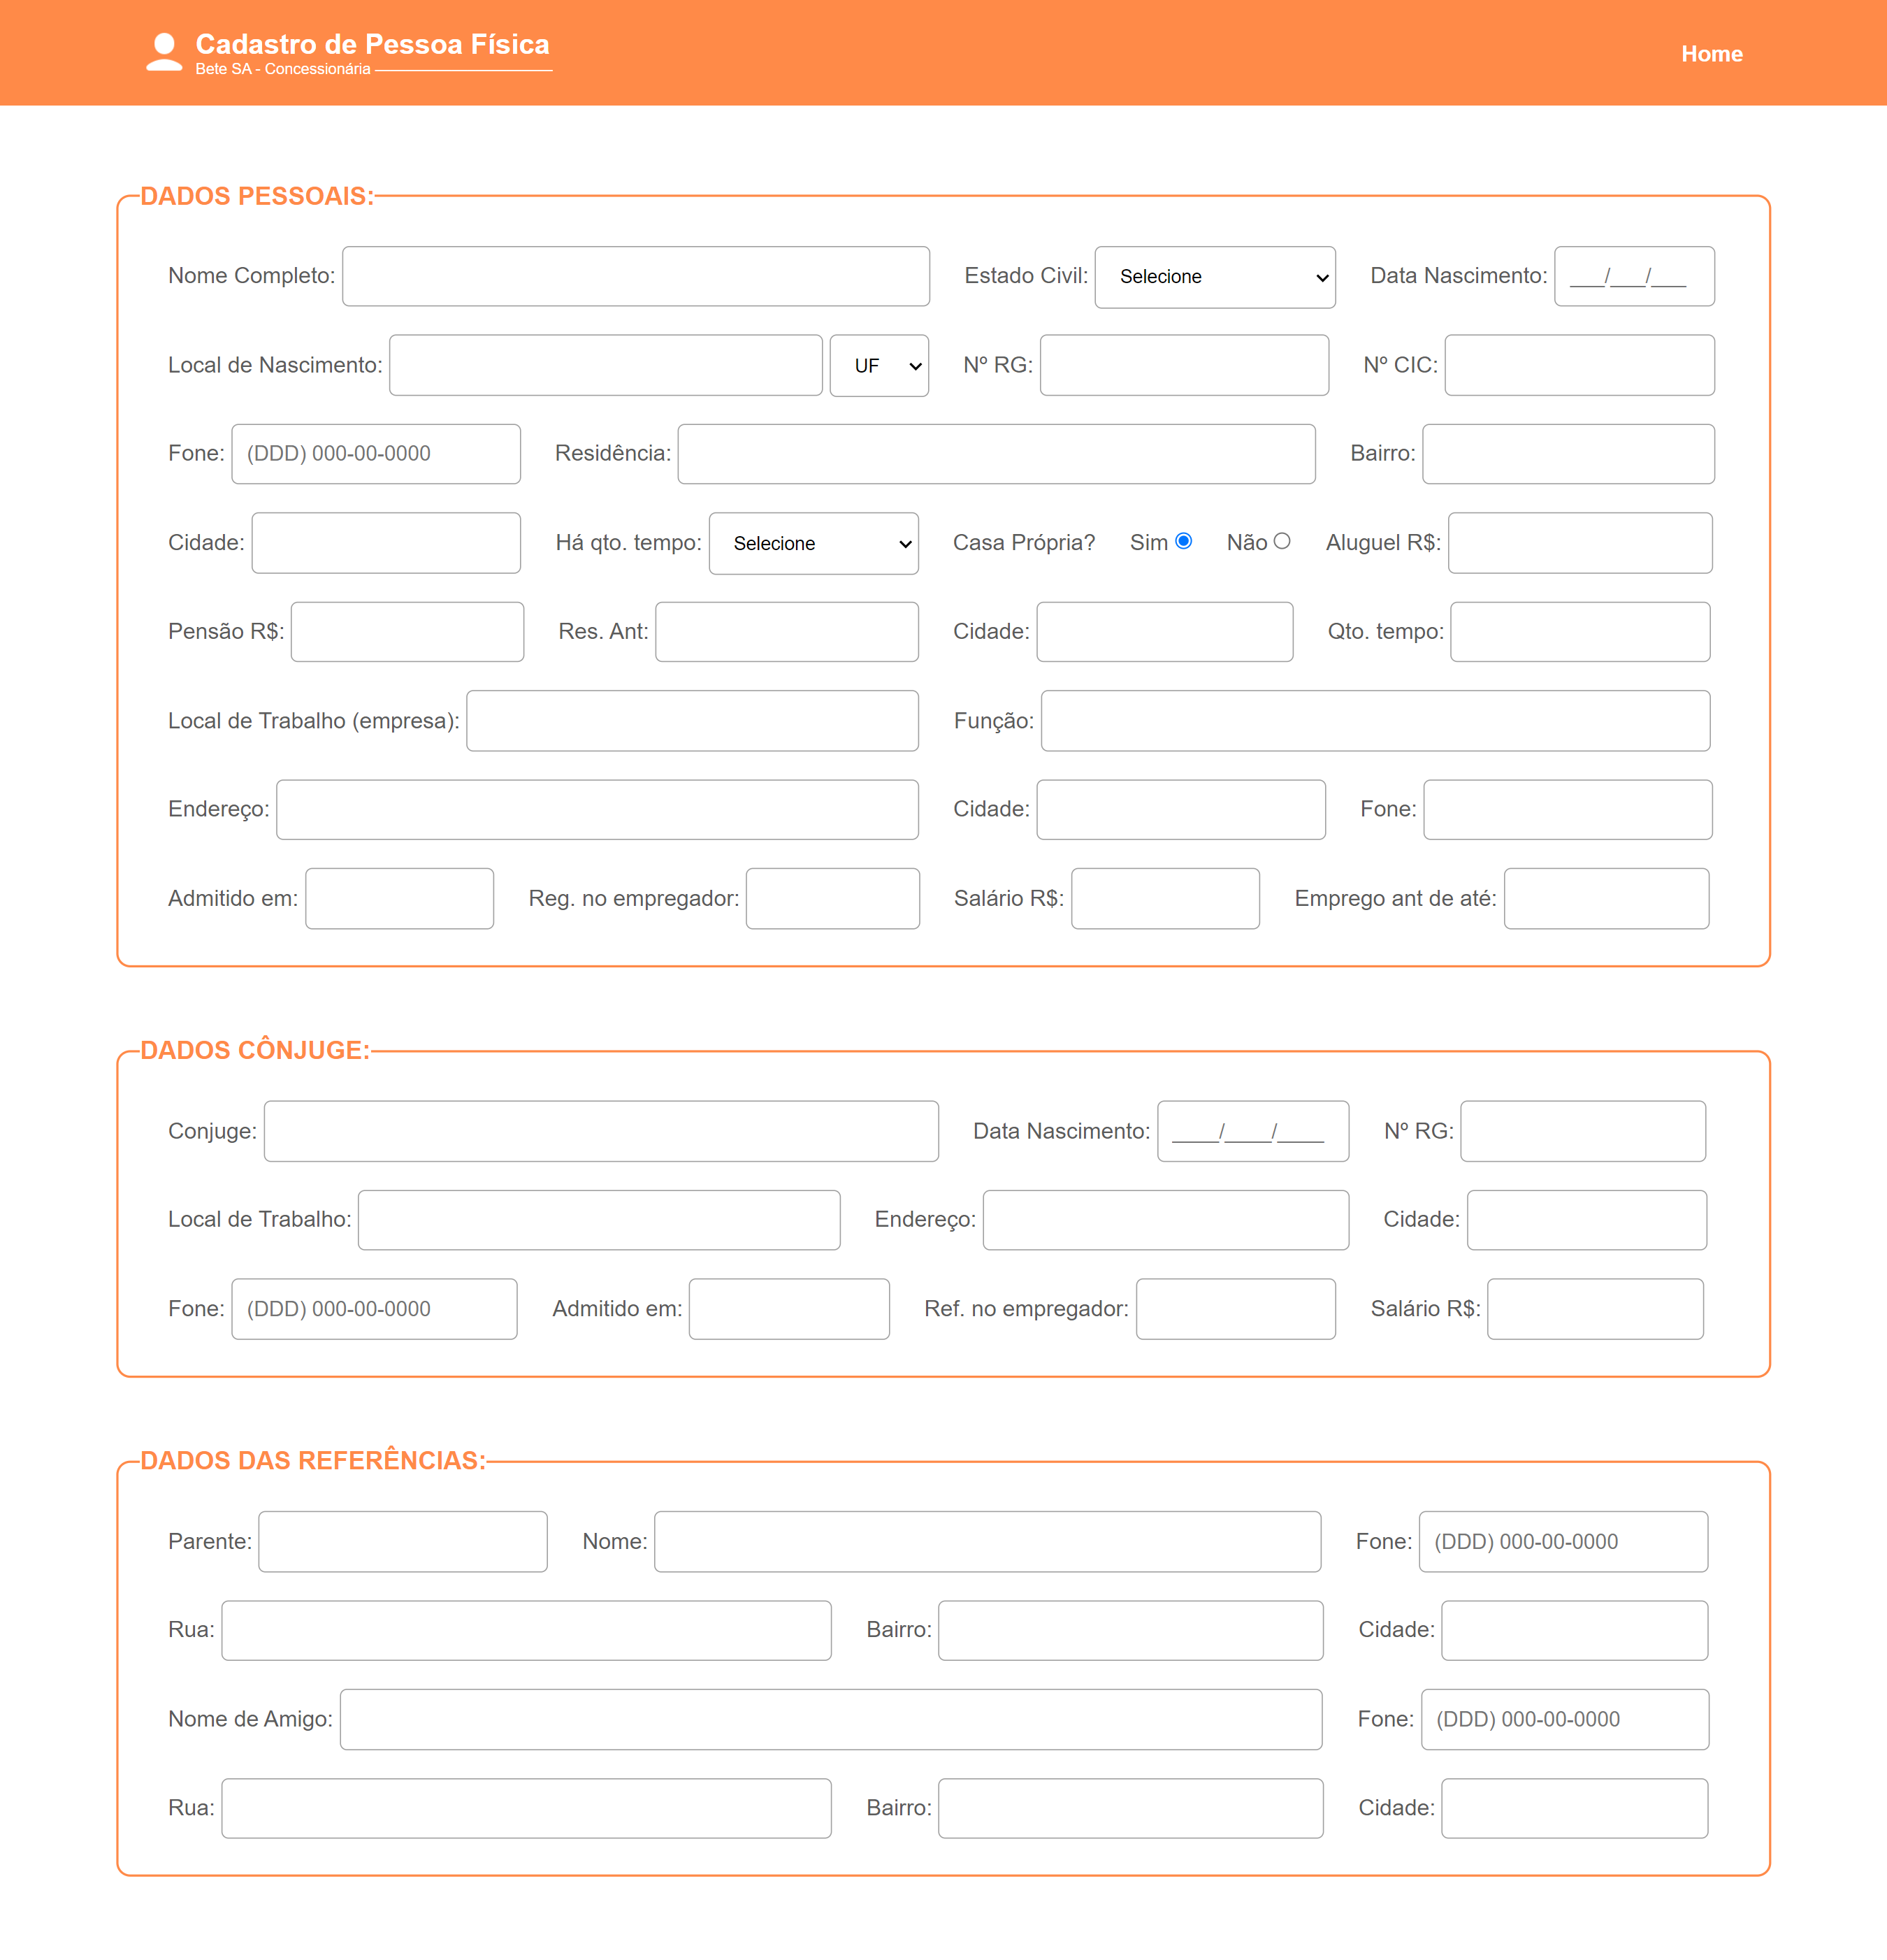 Cadastro de Pessoa Física
Bete SA - Concessionária
Home
DADOS PESSOAIS:
Nome Completo: Estado Civil: Selecione Data Nascimento: ___/___/___
Local de Nascimento: UF Nº RG: Nº CIC:
Fone: (DDD) 000-00-0000 Residência: Bairro:
Cidade: Há qto. tempo: Selecione Casa Própria? Sim Não Aluguel R$:
Pensão R$: Res. Ant: Cidade: Qto. tempo:
Local de Trabalho (empresa): Função:
Endereço: Cidade: Fone:
Admitido em: Reg. no empregador: Salário R$: Emprego ant de até:
DADOS CÔNJUGE:
Conjuge: Data Nascimento: ____/____/____ Nº RG:
Local de Trabalho: Endereço: Cidade:
Fone: (DDD) 000-00-0000 Admitido em: Ref. no empregador: Salário R$:
DADOS DAS REFERÊNCIAS:
Parente: Nome: Fone: (DDD) 000-00-0000
Rua: Bairro: Cidade:
Nome de Amigo: Fone: (DDD) 000-00-0000
Rua: Bairro: Cidade: